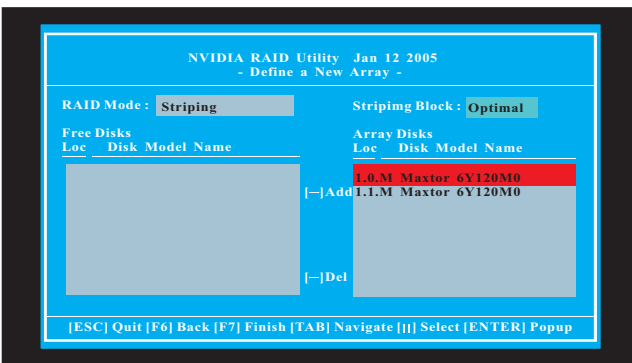 NVIDIA RAID Utility Jan 12 2005
- Define a New Array -
RAID Mode : Striping
Stripimg Block : Optimal
Free Disks
Loc Disk Model Name
Array Disks
Loc Disk Model Name
1.0.M Maxtor 6Y120M0
[—]Add
1.1.M Maxtor 6Y120M0
[—]Del
[ESC] Quit [F6] Back [F7] Finish [TAB] Navigate [||] Select [ENTER] Popup